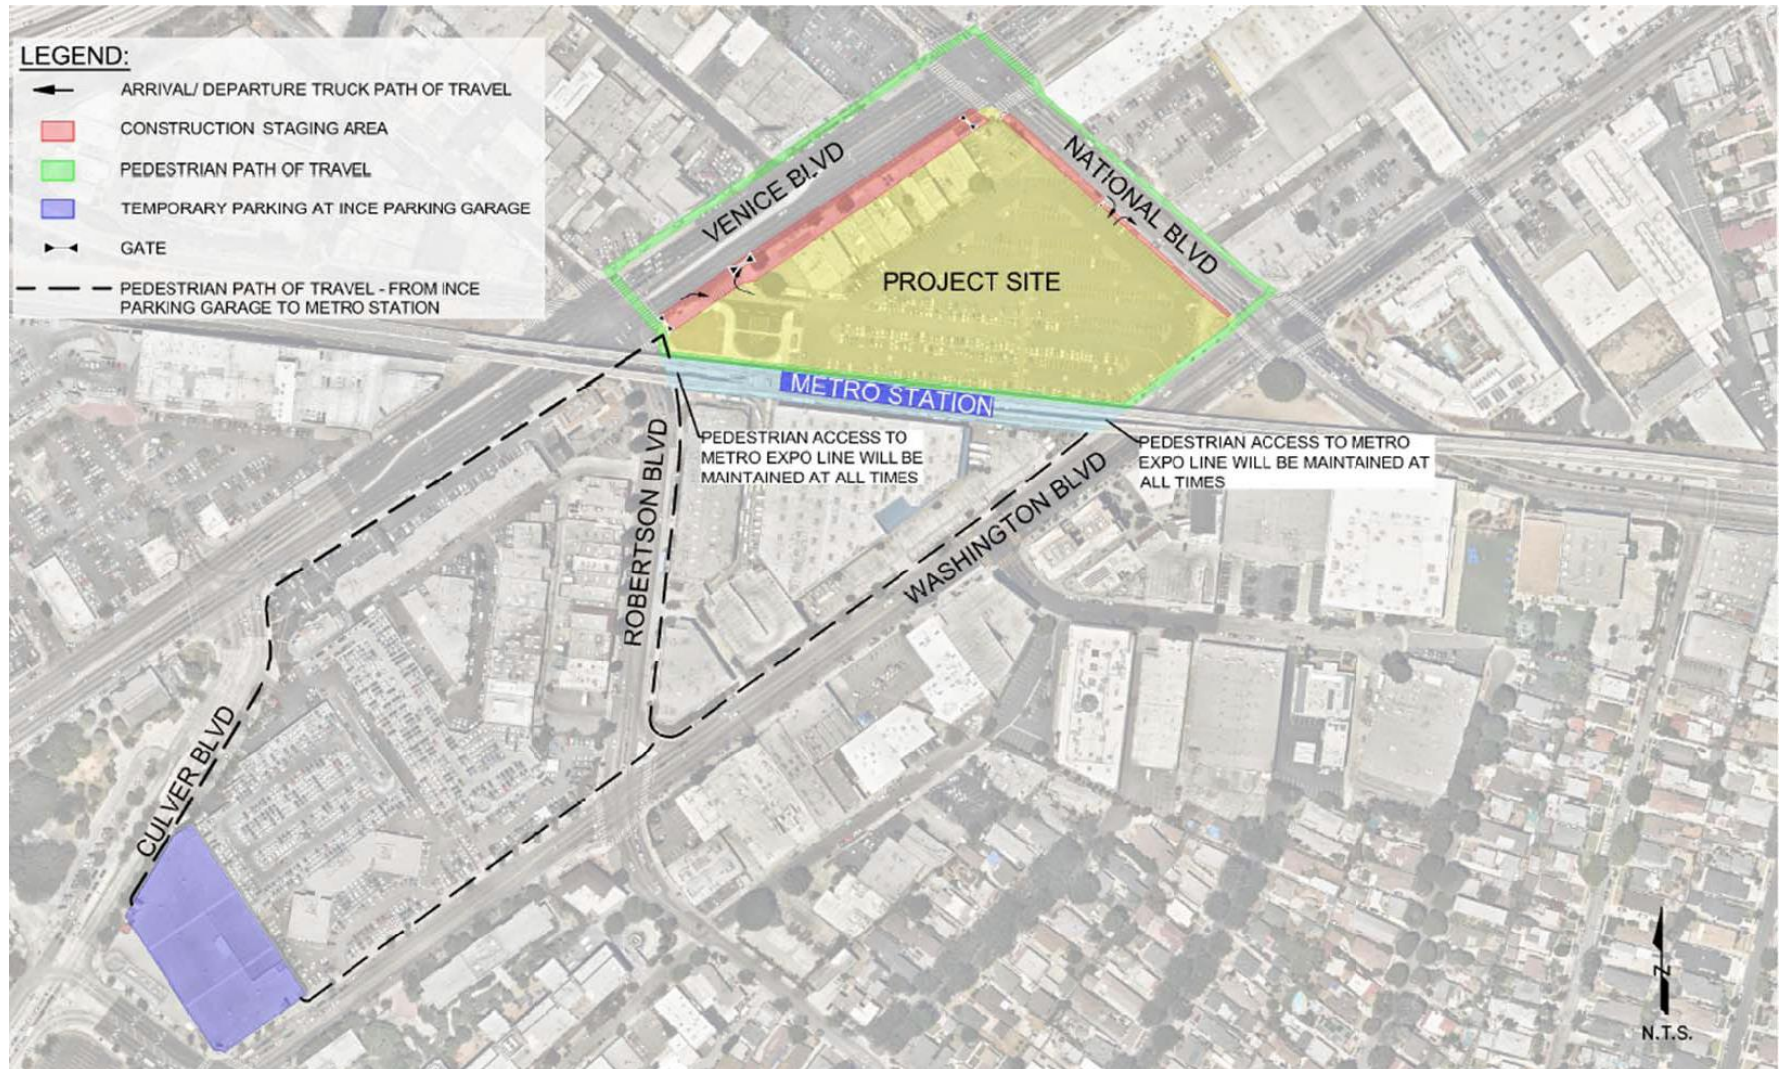 LEGEND:
ARRIVAL/ DEPARTURE TRUCK PATH OF TRAVEL
CONSTRUCTION STAGING AREA
PEDESTRIAN PATH OF TRAVEL
TEMPORARY PARKING AT INCE PARKING GARAGE
GATE
PEDESTRIAN PATH OF TRAVEL - FROM INCE
PARKING GARAGE TO METRO STATION
VENICE BLVD
NATIONAL BLVD
PROJECT SITE
METRO STATION
PEDESTRIAN ACCESS TO
METRO EXPO LINE WILL BE
MAINTAINED AT ALL TIMES
PEDESTRIAN ACCESS TO METRO
EXPO LINE WILL BE MAINTAINED AT
ALL TIMES
ROBERTSON BLVD
WASHINGTON BLVD
CULVER BLVD
N
N.T.S.